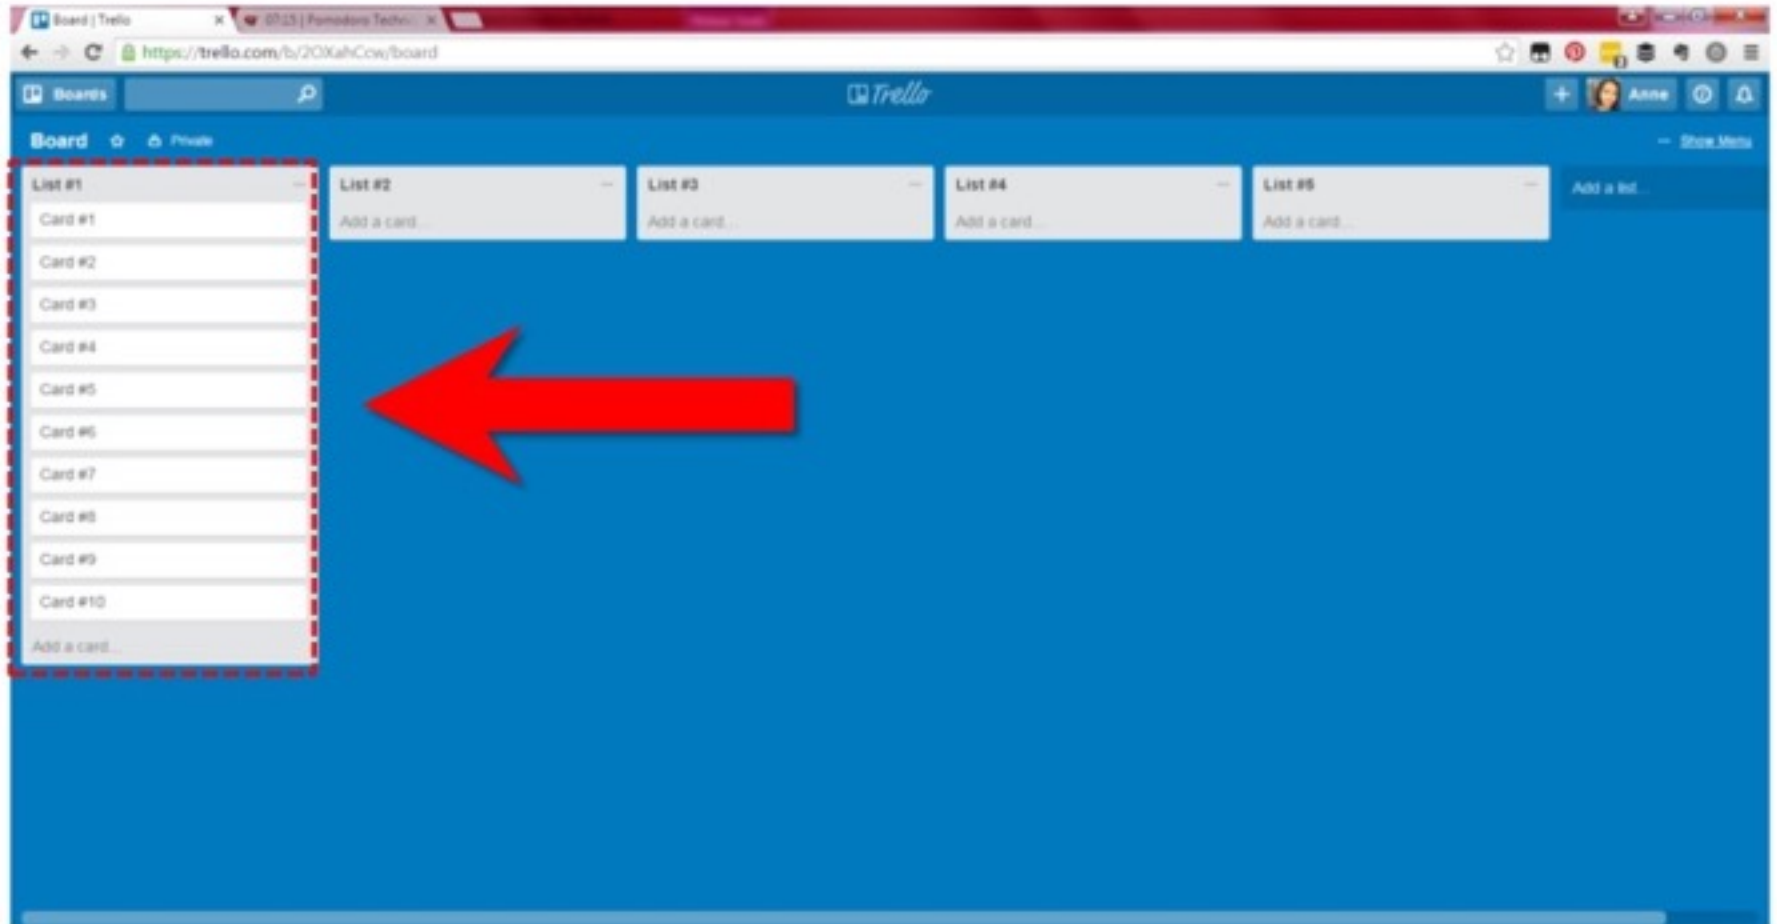 Board | Trello
07:15 | Pomodoro Techni
https://trello.com/b/2OXahCcw/board
Boards
Trello
Anne
Board
Private
Show Menu
List #1
Card #1
Card #2
Card #3
Card #4
Card #5
Card #6
Card #7
Card #8
Card #9
Card #10
Add a card...
List #2
Add a card...
List #3
Add a card...
List #4
Add a card...
List #5
Add a card...
Add a list...